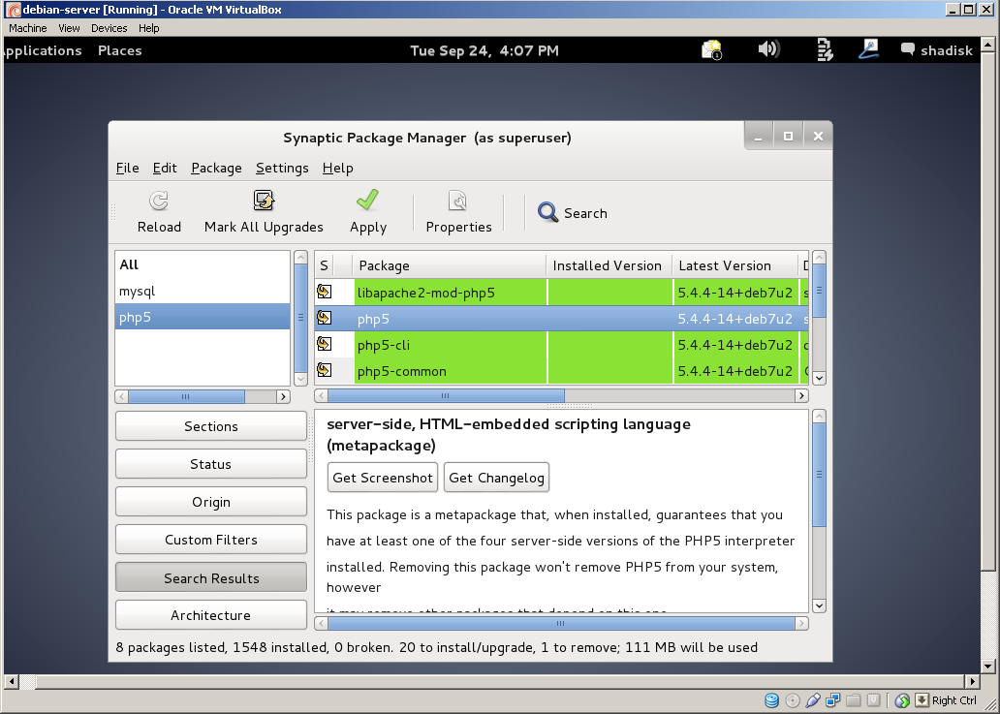 debian-server [Running] - Oracle VM VirtualBox
Machine View Devices Help
pplications Places Tue Sep 24, 4:07 PM 1 shadisk
Synaptic Package Manager (as superuser)
File Edit Package Settings Help
Reload Mark All Upgrades Apply Properties Search
All
mysql
php5
S Package Installed Version Latest Version D
libapache2-mod-php5 5.4.4-14+deb7u2 s
php5 5.4.4-14+deb7u2 s
php5-cli 5.4.4-14+deb7u2
php5-common 5.4.4-14+deb7u2
Sections
Status
Origin
Custom Filters
Search Results
Architecture
server-side, HTML-embedded scripting language
(metapackage)
Get Screenshot Get Changelog
This package is a metapackage that, when installed, guarantees that you
have at least one of the four server-side versions of the PHP5 interpreter
installed. Removing this package won't remove PHP5 from your system,
however
it may remove other packages that depend on this one
8 packages listed, 1548 installed, 0 broken. 20 to install/upgrade, 1 to remove; 111 MB will be used
Right Ctrl